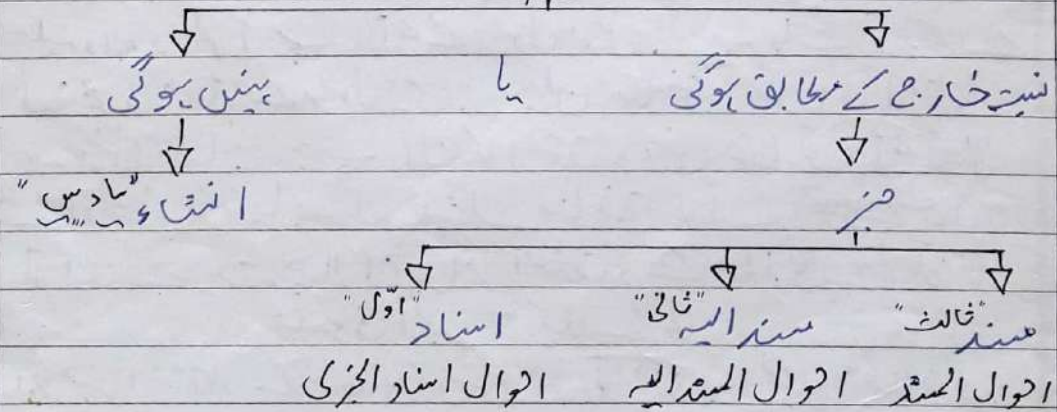 نسبت خارج کے مطابق ہوگی یا نہیں ہوگی
خبر انشاء "سادس"
مسند "ثالث" مسند الیہ "ثانی" اسناد "اوّل"
احوال المسند احوال المسند الیہ احوال اسناد الخبری